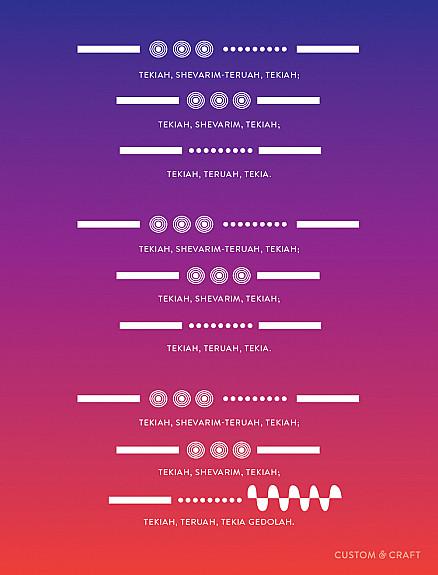 TEKIAH, SHEVARIM-TERUAH, TEKIAH;
TEKIAH, SHEVARIM, TEKIAH;
TEKIAH, TERUAH, TEKIA.
TEKIAH, SHEVARIM-TERUAH, TEKIAH;
TEKIAH, SHEVARIM, TEKIAH;
TEKIAH, TERUAH, TEKIA.
TEKIAH, SHEVARIM-TERUAH, TEKIAH;
TEKIAH, SHEVARIM, TEKIAH;
TEKIAH, TERUAH, TEKIA GEDOLAH.
CUSTOM & CRAFT